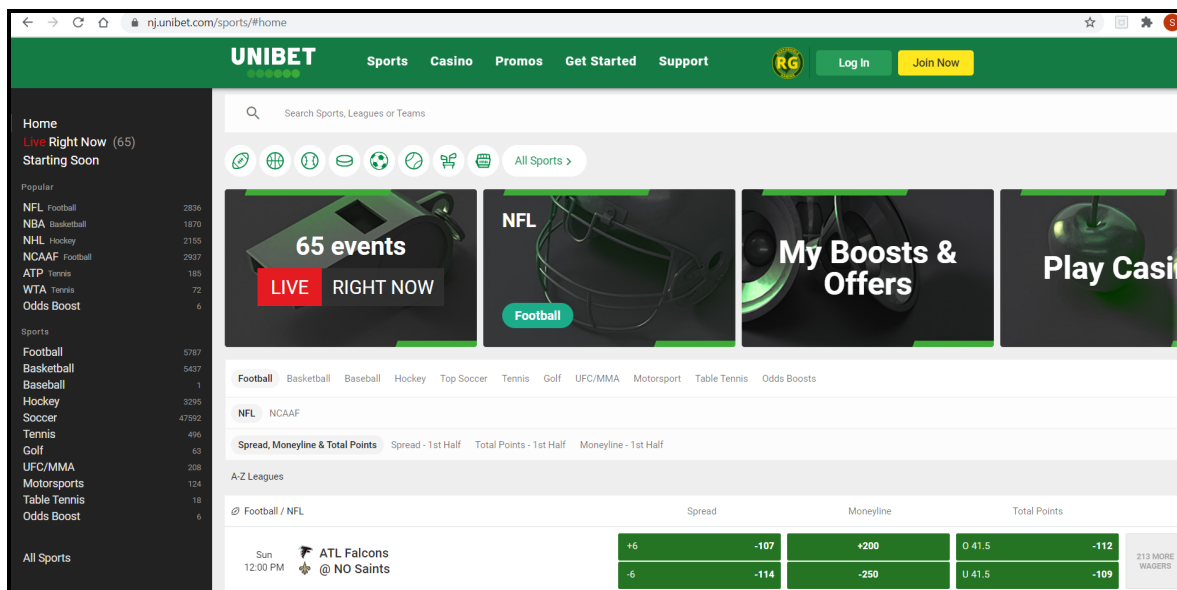 nj.unibet.com/sports/#home
S
UNIBET
Sports Casino Promos Get Started Support
RG
Log In
Join Now
Home
Live Right Now (65)
Starting Soon
Popular
NFL Football 2836
NBA Basketball 1870
NHL Hockey 2155
NCAAF Football 2937
ATP Tennis 185
WTA Tennis 72
Odds Boost 6
Sports
Football 5787
Basketball 5437
Baseball 1
Hockey 3295
Soccer 47592
Tennis 496
Golf 63
UFC/MMA 208
Motorsports 124
Table Tennis 18
Odds Boost 6
All Sports
Search Sports, Leagues or Teams
All Sports >
65 events
LIVE RIGHT NOW
NFL
Football
My Boosts &
Offers
Play Casi
Football Basketball Baseball Hockey Top Soccer Tennis Golf UFC/MMA Motorsport Table Tennis Odds Boosts
NFL NCAAF
Spread, Moneyline & Total Points Spread - 1st Half Total Points - 1st Half Moneyline - 1st Half
A-Z Leagues
Football / NFL Spread Moneyline Total Points
Sun
12:00 PM
ATL Falcons
@ NO Saints
+6 -107 +200 O 41.5 -112
-6 -114 -250 U 41.5 -109
213 MORE
WAGERS